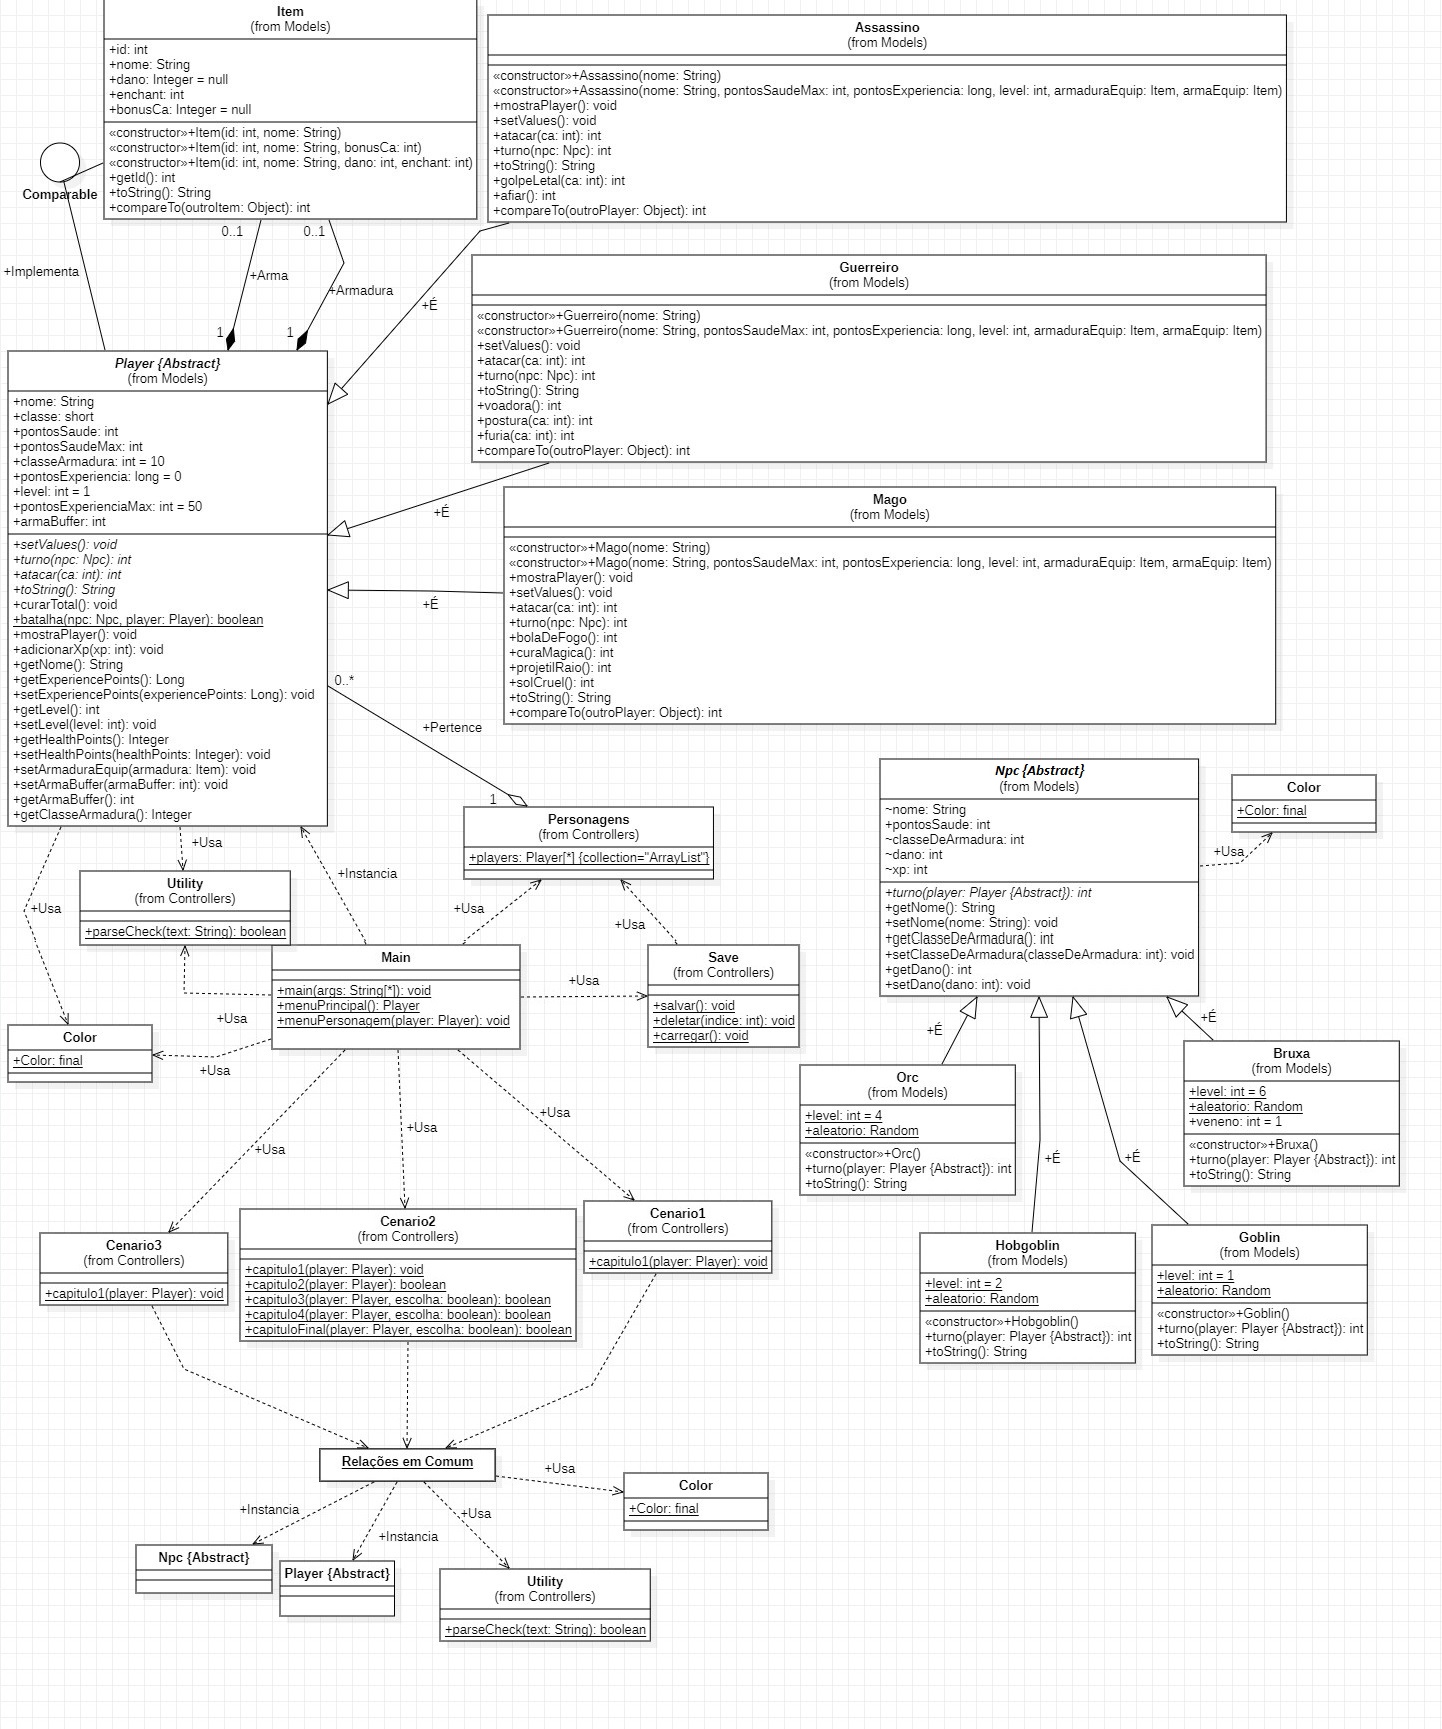 Item
(from Models)
+id: int
+nome: String
+dano: Integer = null
+enchant: int
+bonusCa: Integer = null
«constructor»+Item(id: int, nome: String)
«constructor»+Item(id: int, nome: String, bonusCa: int)
«constructor»+Item(id: int, nome: String, dano: int, enchant: int)
+getId(): int
+toString(): String
+compareTo(outroItem: Object): int
Assassino
(from Models)
«constructor»+Assassino(nome: String)
«constructor»+Assassino(nome: String, pontosSaudeMax: int, pontosExperiencia: long, level: int, armaduraEquip: Item, armaEquip: Item)
+mostraPlayer(): void
+setValues(): void
+atacar(ca: int): int
+turno(npc: Npc): int
+toString(): String
+golpeLetal(ca: int): int
+afiar(): int
+compareTo(outroPlayer: Object): int
Comparable
+Implementa
0..1
0..1
+Arma
+Armadura
1
1
+É
Guerreiro
(from Models)
«constructor»+Guerreiro(nome: String)
«constructor»+Guerreiro(nome: String, pontosSaudeMax: int, pontosExperiencia: long, level: int, armaduraEquip: Item, armaEquip: Item)
+setValues(): void
+atacar(ca: int): int
+turno(npc: Npc): int
+toString(): String
+voadora(): int
+postura(ca: int): int
+furia(ca: int): int
+compareTo(outroPlayer: Object): int
+É
Player {Abstract}
(from Models)
+nome: String
+classe: short
+pontosSaude: int
+pontosSaudeMax: int
+classeArmadura: int = 10
+pontosExperiencia: long = 0
+level: int = 1
+pontosExperienciaMax: int = 50
+armaBuffer: int
+setValues(): void
+turno(npc: Npc): int
+atacar(ca: int): int
+toString(): String
+curarTotal(): void
+batalha(npc: Npc, player: Player): boolean
+mostraPlayer(): void
+adicionarXp(xp: int): void
+getNome(): String
+getExperiencePoints(): Long
+setExperiencePoints(experiencePoints: Long): void
+getLevel(): int
+setLevel(level: int): void
+getHealthPoints(): Integer
+setHealthPoints(healthPoints: Integer): void
+setArmaduraEquip(armadura: Item): void
+setArmaBuffer(armaBuffer: int): void
+getArmaBuffer(): int
+getClasseArmadura(): Integer
Mago
(from Models)
«constructor»+Mago(nome: String)
«constructor»+Mago(nome: String, pontosSaudeMax: int, pontosExperiencia: long, level: int, armaduraEquip: Item, armaEquip: Item)
+mostraPlayer(): void
+setValues(): void
+atacar(ca: int): int
+turno(npc: Npc): int
+bolaDeFogo(): int
+curaMagica(): int
+projetilRaio(): int
+solCruel(): int
+toString(): String
+compareTo(outroPlayer: Object): int
+É
0..*
+Pertence
1
Personagens
(from Controllers)
+players: Player[*] {collection="ArrayList"}
Npc {Abstract}
(from Models)
~nome: String
+pontosSaude: int
~classeDeArmadura: int
~dano: int
~xp: int
+turno(player: Player {Abstract}): int
+getNome(): String
+setNome(nome: String): void
+getClasseDeArmadura(): int
+setClasseDeArmadura(classeDeArmadura: int): void
+getDano(): int
+setDano(dano: int): void
Color
+Color: final
+Usa
+Usa
+Usa
+Instancia
Utility
(from Controllers)
+parseCheck(text: String): boolean
+Usa
+Usa
Main
+main(args: String[*]): void
+menuPrincipal(): Player
+menuPersonagem(player: Player): void
+Usa
Save
(from Controllers)
+salvar(): void
+deletar(indice: int): void
+carregar(): void
+Usa
+Usa
Color
+Color: final
+É
+É
+É
+É
Orc
(from Models)
+level: int = 4
+aleatorio: Random
«constructor»+Orc()
+turno(player: Player {Abstract}): int
+toString(): String
Bruxa
(from Models)
+level: int = 6
+aleatorio: Random
+veneno: int = 1
«constructor»+Bruxa()
+turno(player: Player {Abstract}): int
+toString(): String
+Usa
+Usa
+Usa
Cenario3
(from Controllers)
+capitulo1(player: Player): void
Cenario2
(from Controllers)
+capitulo1(player: Player): void
+capitulo2(player: Player): boolean
+capitulo3(player: Player, escolha: boolean): boolean
+capitulo4(player: Player, escolha: boolean): boolean
+capituloFinal(player: Player, escolha: boolean): boolean
Cenario1
(from Controllers)
+capitulo1(player: Player): void
Hobgoblin
(from Models)
+level: int = 2
+aleatorio: Random
«constructor»+Hobgoblin()
+turno(player: Player {Abstract}): int
+toString(): String
Goblin
(from Models)
+level: int = 1
+aleatorio: Random
«constructor»+Goblin()
+turno(player: Player {Abstract}): int
+toString(): String
Relações em Comum
+Instancia
+Instancia
+Usa
+Usa
Color
+Color: final
Npc {Abstract}
Player {Abstract}
Utility
(from Controllers)
+parseCheck(text: String): boolean